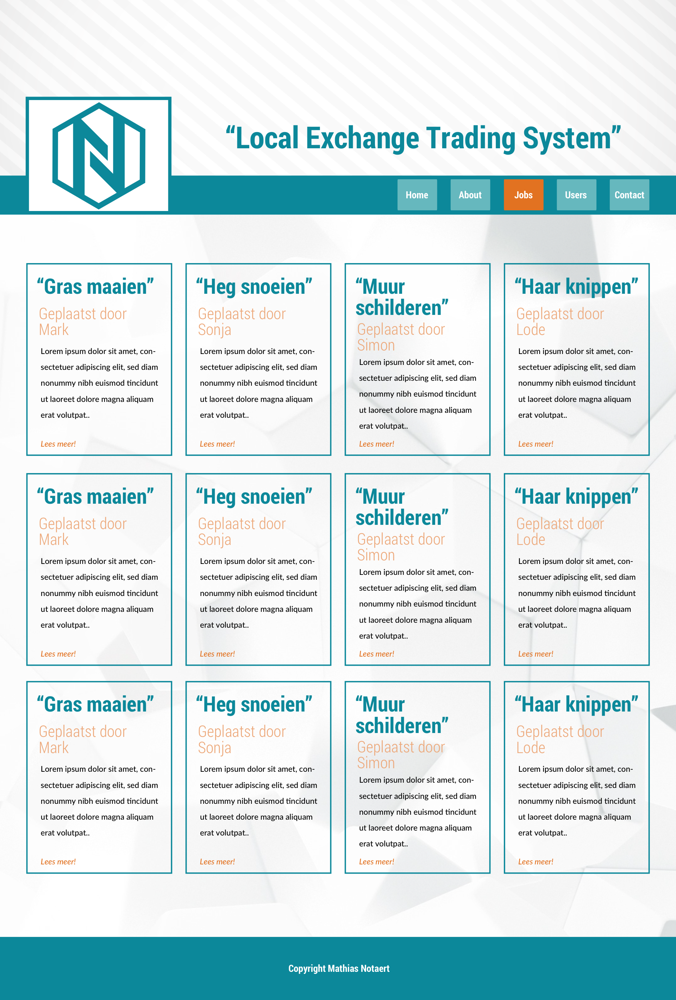 “Local Exchange Trading System”
Home
About
Jobs
Users
Contact
“Gras maaien”
Geplaatst door
Mark
Lorem ipsum dolor sit amet, con-
sectetuer adipiscing elit, sed diam
nonummy nibh euismod tincidunt
ut laoreet dolore magna aliquam
erat volutpat..
Lees meer!
“Heg snoeien”
Geplaatst door
Sonja
Lorem ipsum dolor sit amet, con-
sectetuer adipiscing elit, sed diam
nonummy nibh euismod tincidunt
ut laoreet dolore magna aliquam
erat volutpat..
Lees meer!
“Muur
schilderen”
Geplaatst door
Simon
Lorem ipsum dolor sit amet, con-
sectetuer adipiscing elit, sed diam
nonummy nibh euismod tincidunt
ut laoreet dolore magna aliquam
erat volutpat..
Lees meer!
“Haar knippen”
Geplaatst door
Lode
Lorem ipsum dolor sit amet, con-
sectetuer adipiscing elit, sed diam
nonummy nibh euismod tincidunt
ut laoreet dolore magna aliquam
erat volutpat..
Lees meer!
“Gras maaien”
Geplaatst door
Mark
Lorem ipsum dolor sit amet, con-
sectetuer adipiscing elit, sed diam
nonummy nibh euismod tincidunt
ut laoreet dolore magna aliquam
erat volutpat..
Lees meer!
“Heg snoeien”
Geplaatst door
Sonja
Lorem ipsum dolor sit amet, con-
sectetuer adipiscing elit, sed diam
nonummy nibh euismod tincidunt
ut laoreet dolore magna aliquam
erat volutpat..
Lees meer!
“Muur
schilderen”
Geplaatst door
Simon
Lorem ipsum dolor sit amet, con-
sectetuer adipiscing elit, sed diam
nonummy nibh euismod tincidunt
ut laoreet dolore magna aliquam
erat volutpat..
Lees meer!
“Haar knippen”
Geplaatst door
Lode
Lorem ipsum dolor sit amet, con-
sectetuer adipiscing elit, sed diam
nonummy nibh euismod tincidunt
ut laoreet dolore magna aliquam
erat volutpat..
Lees meer!
“Gras maaien”
Geplaatst door
Mark
Lorem ipsum dolor sit amet, con-
sectetuer adipiscing elit, sed diam
nonummy nibh euismod tincidunt
ut laoreet dolore magna aliquam
erat volutpat..
Lees meer!
“Heg snoeien”
Geplaatst door
Sonja
Lorem ipsum dolor sit amet, con-
sectetuer adipiscing elit, sed diam
nonummy nibh euismod tincidunt
ut laoreet dolore magna aliquam
erat volutpat..
Lees meer!
“Muur
schilderen”
Geplaatst door
Simon
Lorem ipsum dolor sit amet, con-
sectetuer adipiscing elit, sed diam
nonummy nibh euismod tincidunt
ut laoreet dolore magna aliquam
erat volutpat..
Lees meer!
“Haar knippen”
Geplaatst door
Lode
Lorem ipsum dolor sit amet, con-
sectetuer adipiscing elit, sed diam
nonummy nibh euismod tincidunt
ut laoreet dolore magna aliquam
erat volutpat..
Lees meer!
Copyright Mathias Notaert